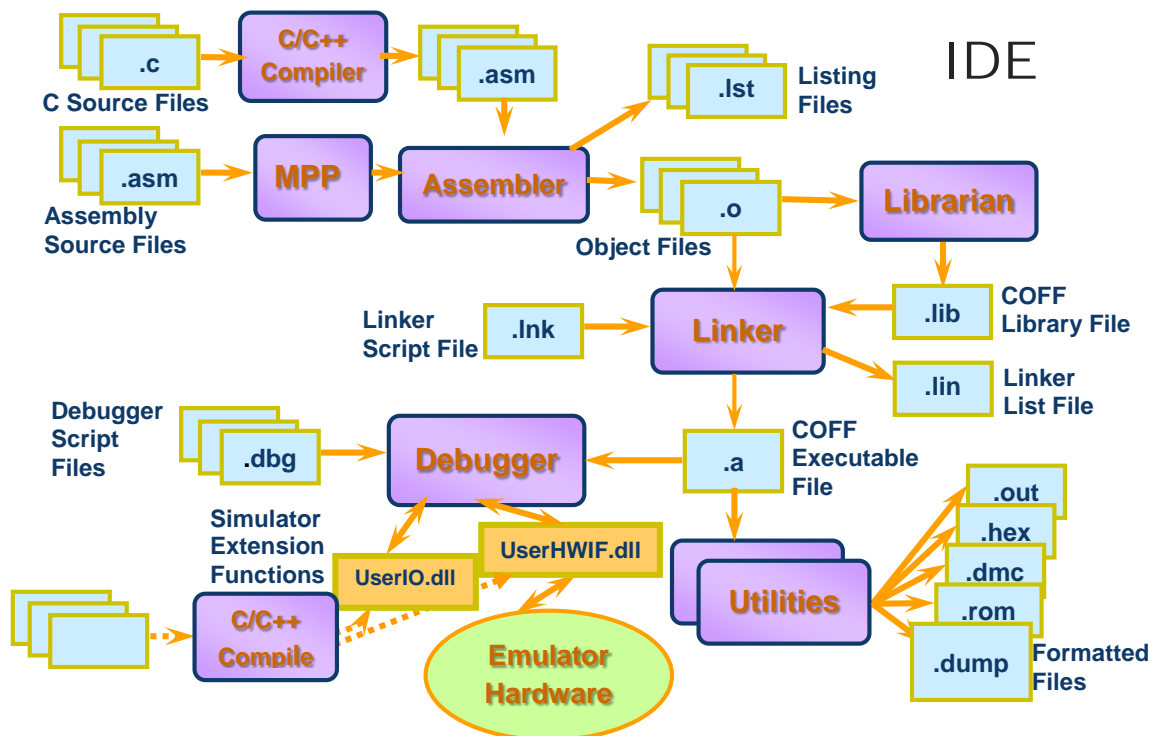 IDE
.c
C Source Files
C/C++
Compiler
.asm
.lst
Listing
Files
.asm
Assembly
Source Files
MPP
Assembler
.o
Object Files
Librarian
.lib
COFF
Library File
Linker
Script File
.lnk
Linker
.lin
Linker
List File
Debugger
Script
Files
.dbg
Debugger
.a
COFF
Executable
File
Simulator
Extension
Functions
UserIO.dll
UserHWIF.dll
C/C++
Compile
Emulator
Hardware
Utilities
.out
.hex
.dmc
.rom
.dump
Formatted
Files